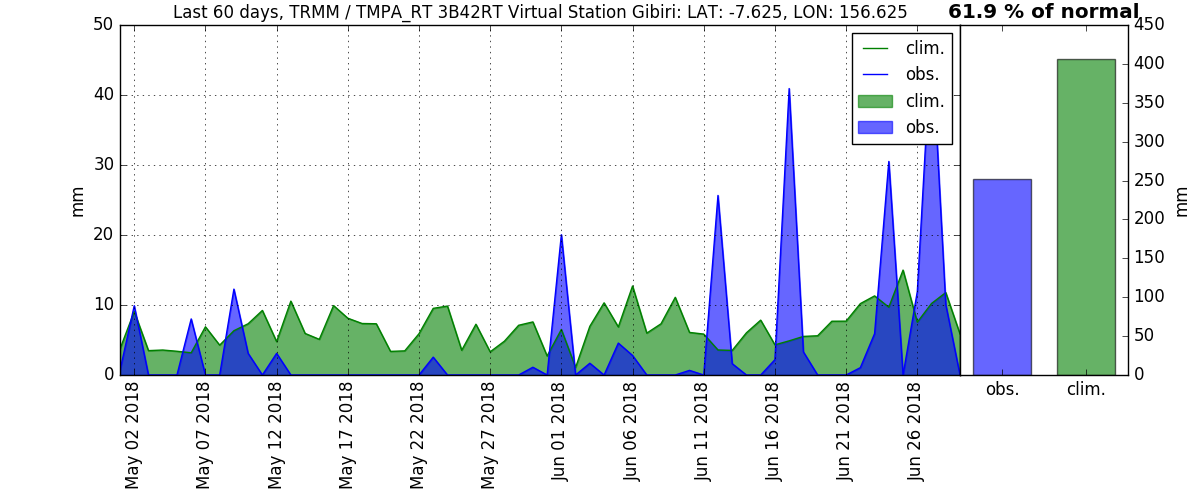 Last 60 days, TRMM / TMPA_RT 3B42RT Virtual Station Gibiri: LAT: -7.625, LON: 156.625
61.9 % of normal
50
40
30
20
10
0
mm
clim.
obs.
clim.
obs.
450
400
350
300
250
200
150
100
50
0
mm
May 02 2018
May 07 2018
May 12 2018
May 17 2018
May 22 2018
May 27 2018
Jun 01 2018
Jun 06 2018
Jun 11 2018
Jun 16 2018
Jun 21 2018
Jun 26 2018
obs.
clim.